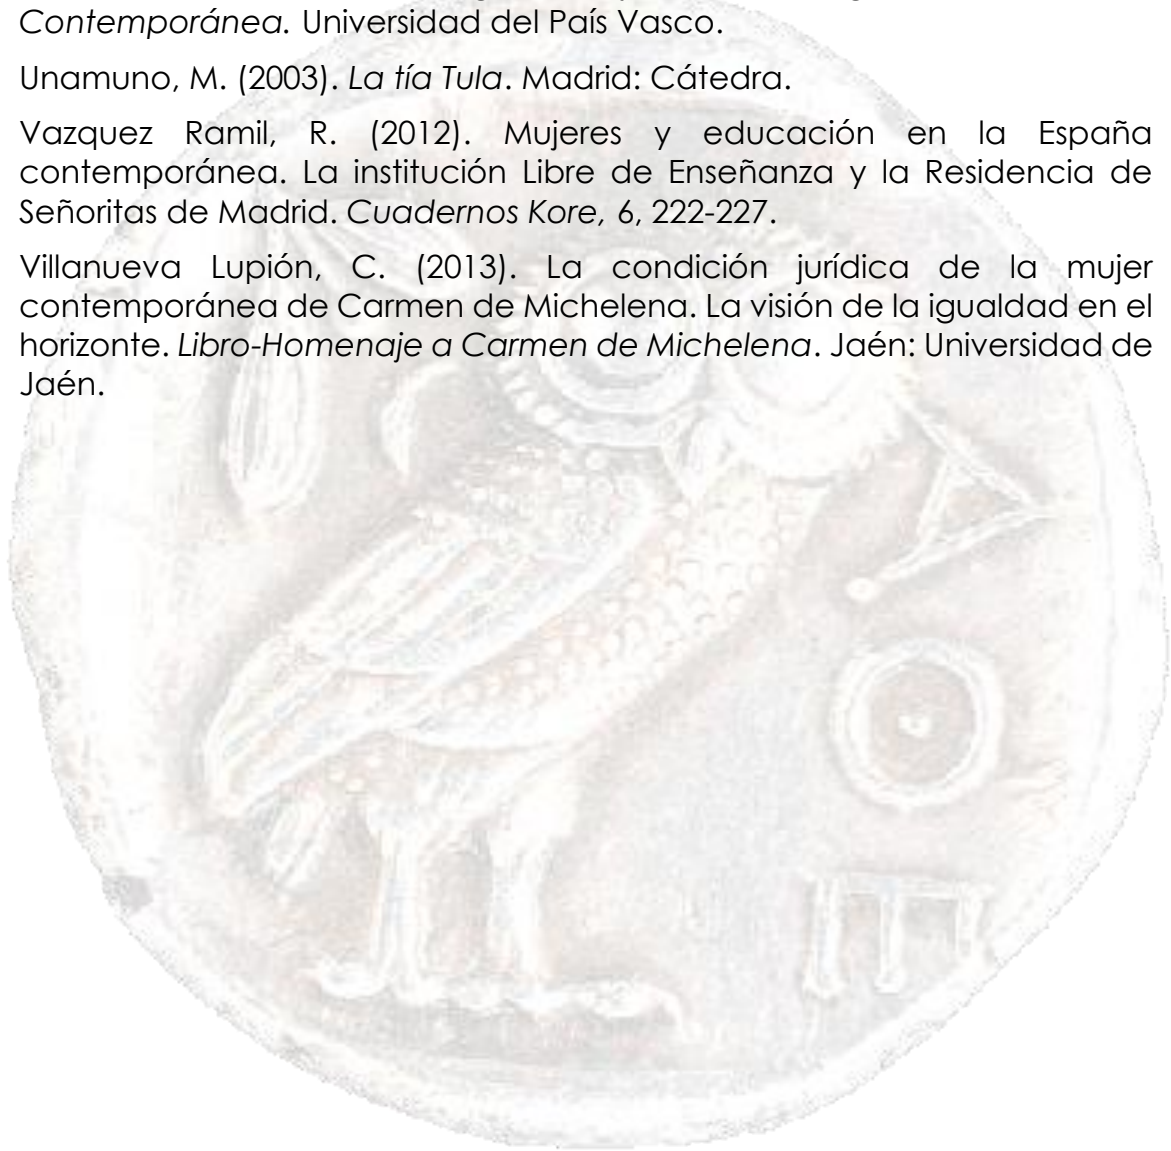 Contemporánea. Universidad del País Vasco.
Unamuno, M. (2003). La tía Tula. Madrid: Cátedra.
Vazquez Ramil, R. (2012). Mujeres y educación en la España
contemporánea. La institución Libre de Enseñanza y la Residencia de
Señoritas de Madrid. Cuadernos Kore, 6, 222-227.
Villanueva Lupión, C. (2013). La condición jurídica de la mujer
contemporánea de Carmen de Michelena. La visión de la igualdad en el
horizonte. Libro-Homenaje a Carmen de Michelena. Jaén: Universidad de
Jaén.